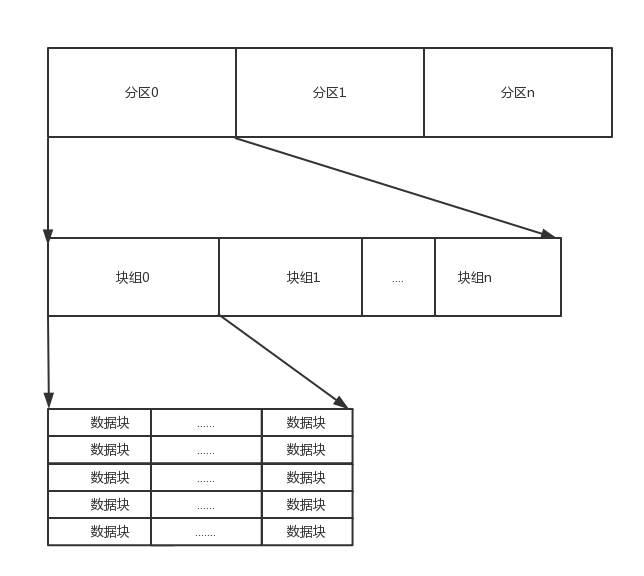 分区0 分区1 分区n
块组0 块组1 .... 块组n
数据块 ...... 数据块
数据块 ...... 数据块
数据块 ...... 数据块
数据块 ...... 数据块
数据块 ....... 数据块